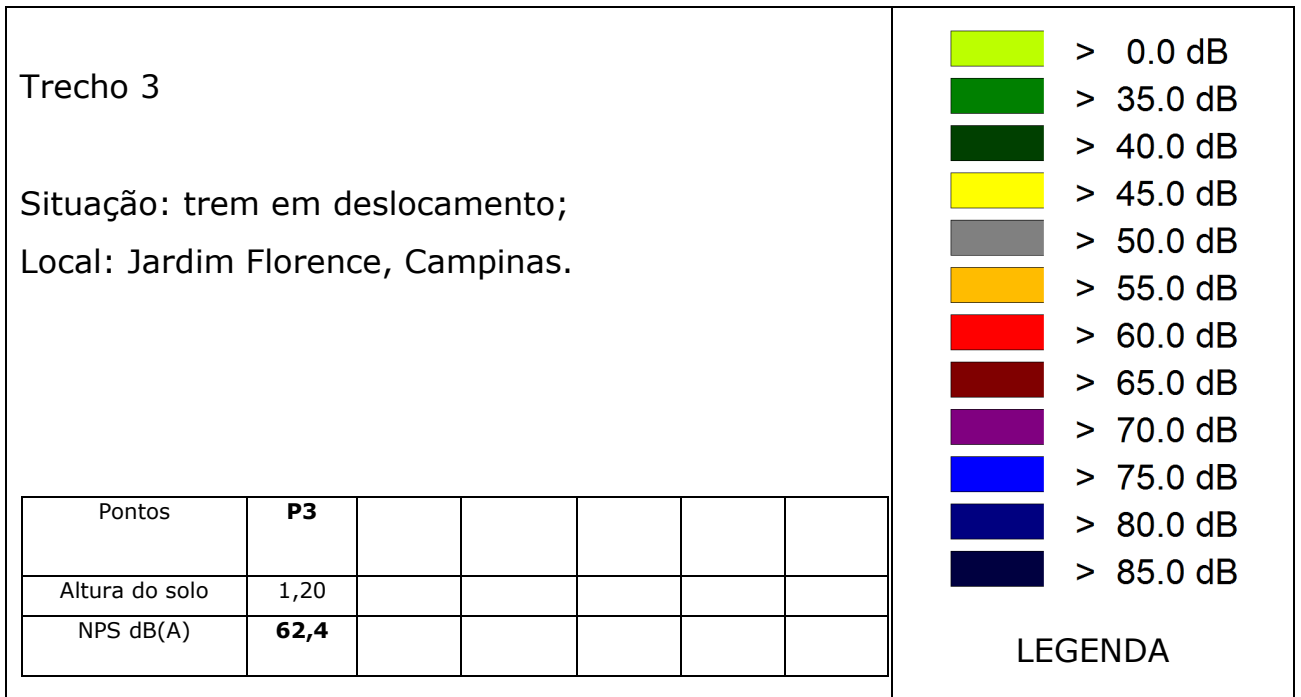 Trecho 3
Situação: trem em deslocamento;
Local: Jardim Florence, Campinas.
Pontos P3
Altura do solo 1,20
NPS dB(A) 62,4
> 0.0 dB
> 35.0 dB
> 40.0 dB
> 45.0 dB
> 50.0 dB
> 55.0 dB
> 60.0 dB
> 65.0 dB
> 70.0 dB
> 75.0 dB
> 80.0 dB
> 85.0 dB
LEGENDA